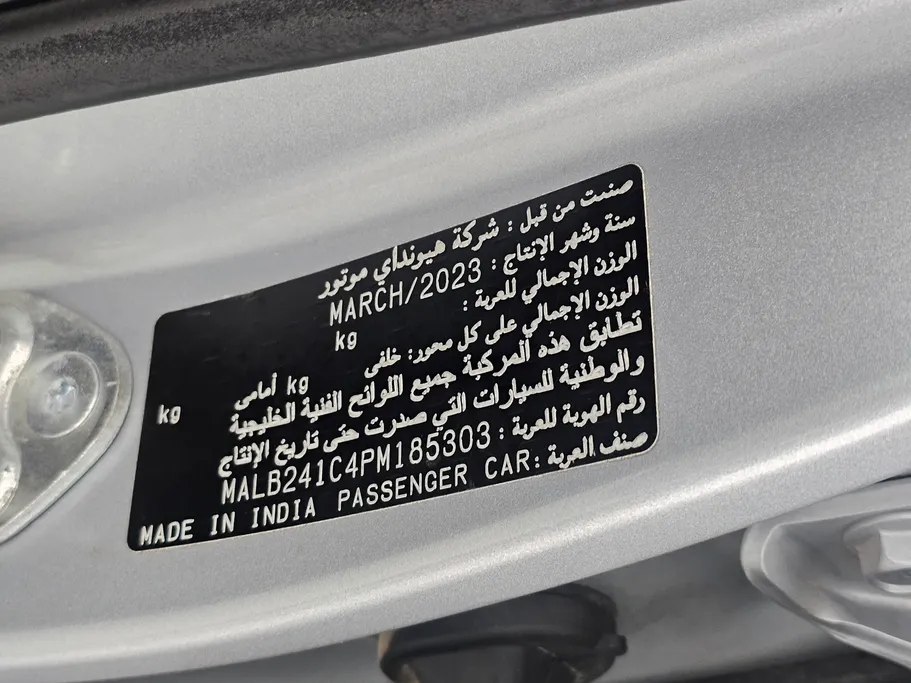 صنعت من قبل : شركة هيونداي موتور
سنة وشهر الإنتاج : MARCH/2023
الوزن الإجمالي للعربة : kg
الوزن الإجمالي على كل محور: خلفى kg أمامى kg
تطابق هذه المركبة جميع اللوائح الفنية الخليجية
والوطنية للسيارات التي صدرت حتى تاريخ الإنتاج
رقم الهوية للعربة : MALB241C4PM185303
صنف العربة: PASSENGER CAR MADE IN INDIA